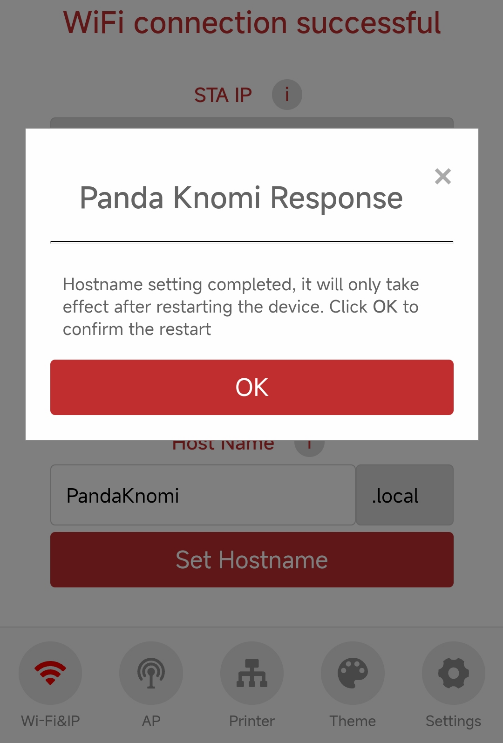 WiFi connection successful
STA IP i
×
Panda Knomi Response
Hostname setting completed, it will only take
effect after restarting the device. Click OK to
confirm the restart
OK
Host Name i
PandaKnomi .local
Set Hostname
Wi-Fi&IP AP Printer Theme Settings